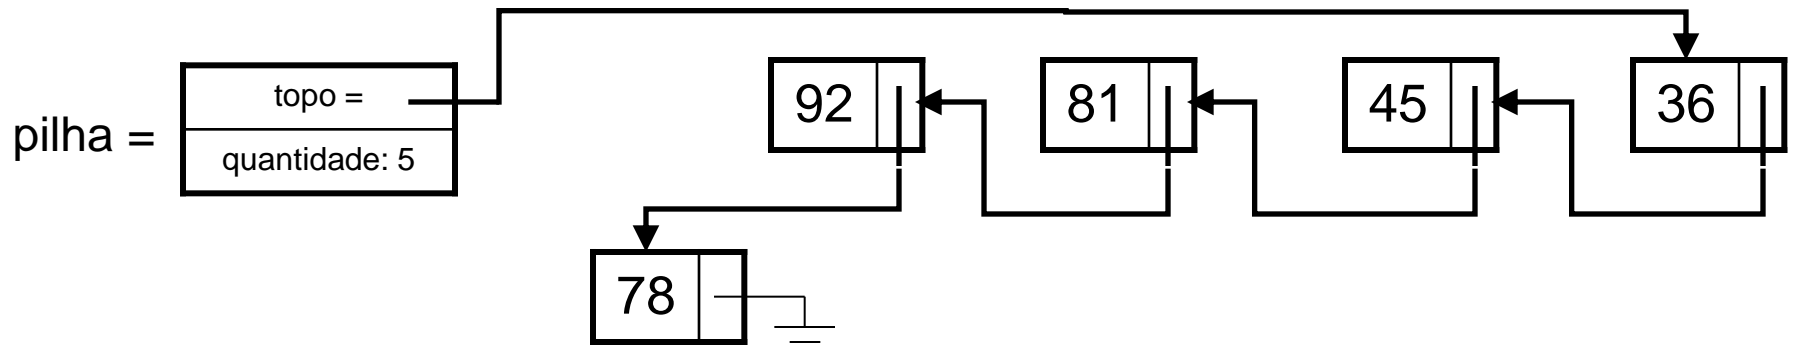 topo =
92 81 45 36
pilha =
quantidade: 5
78